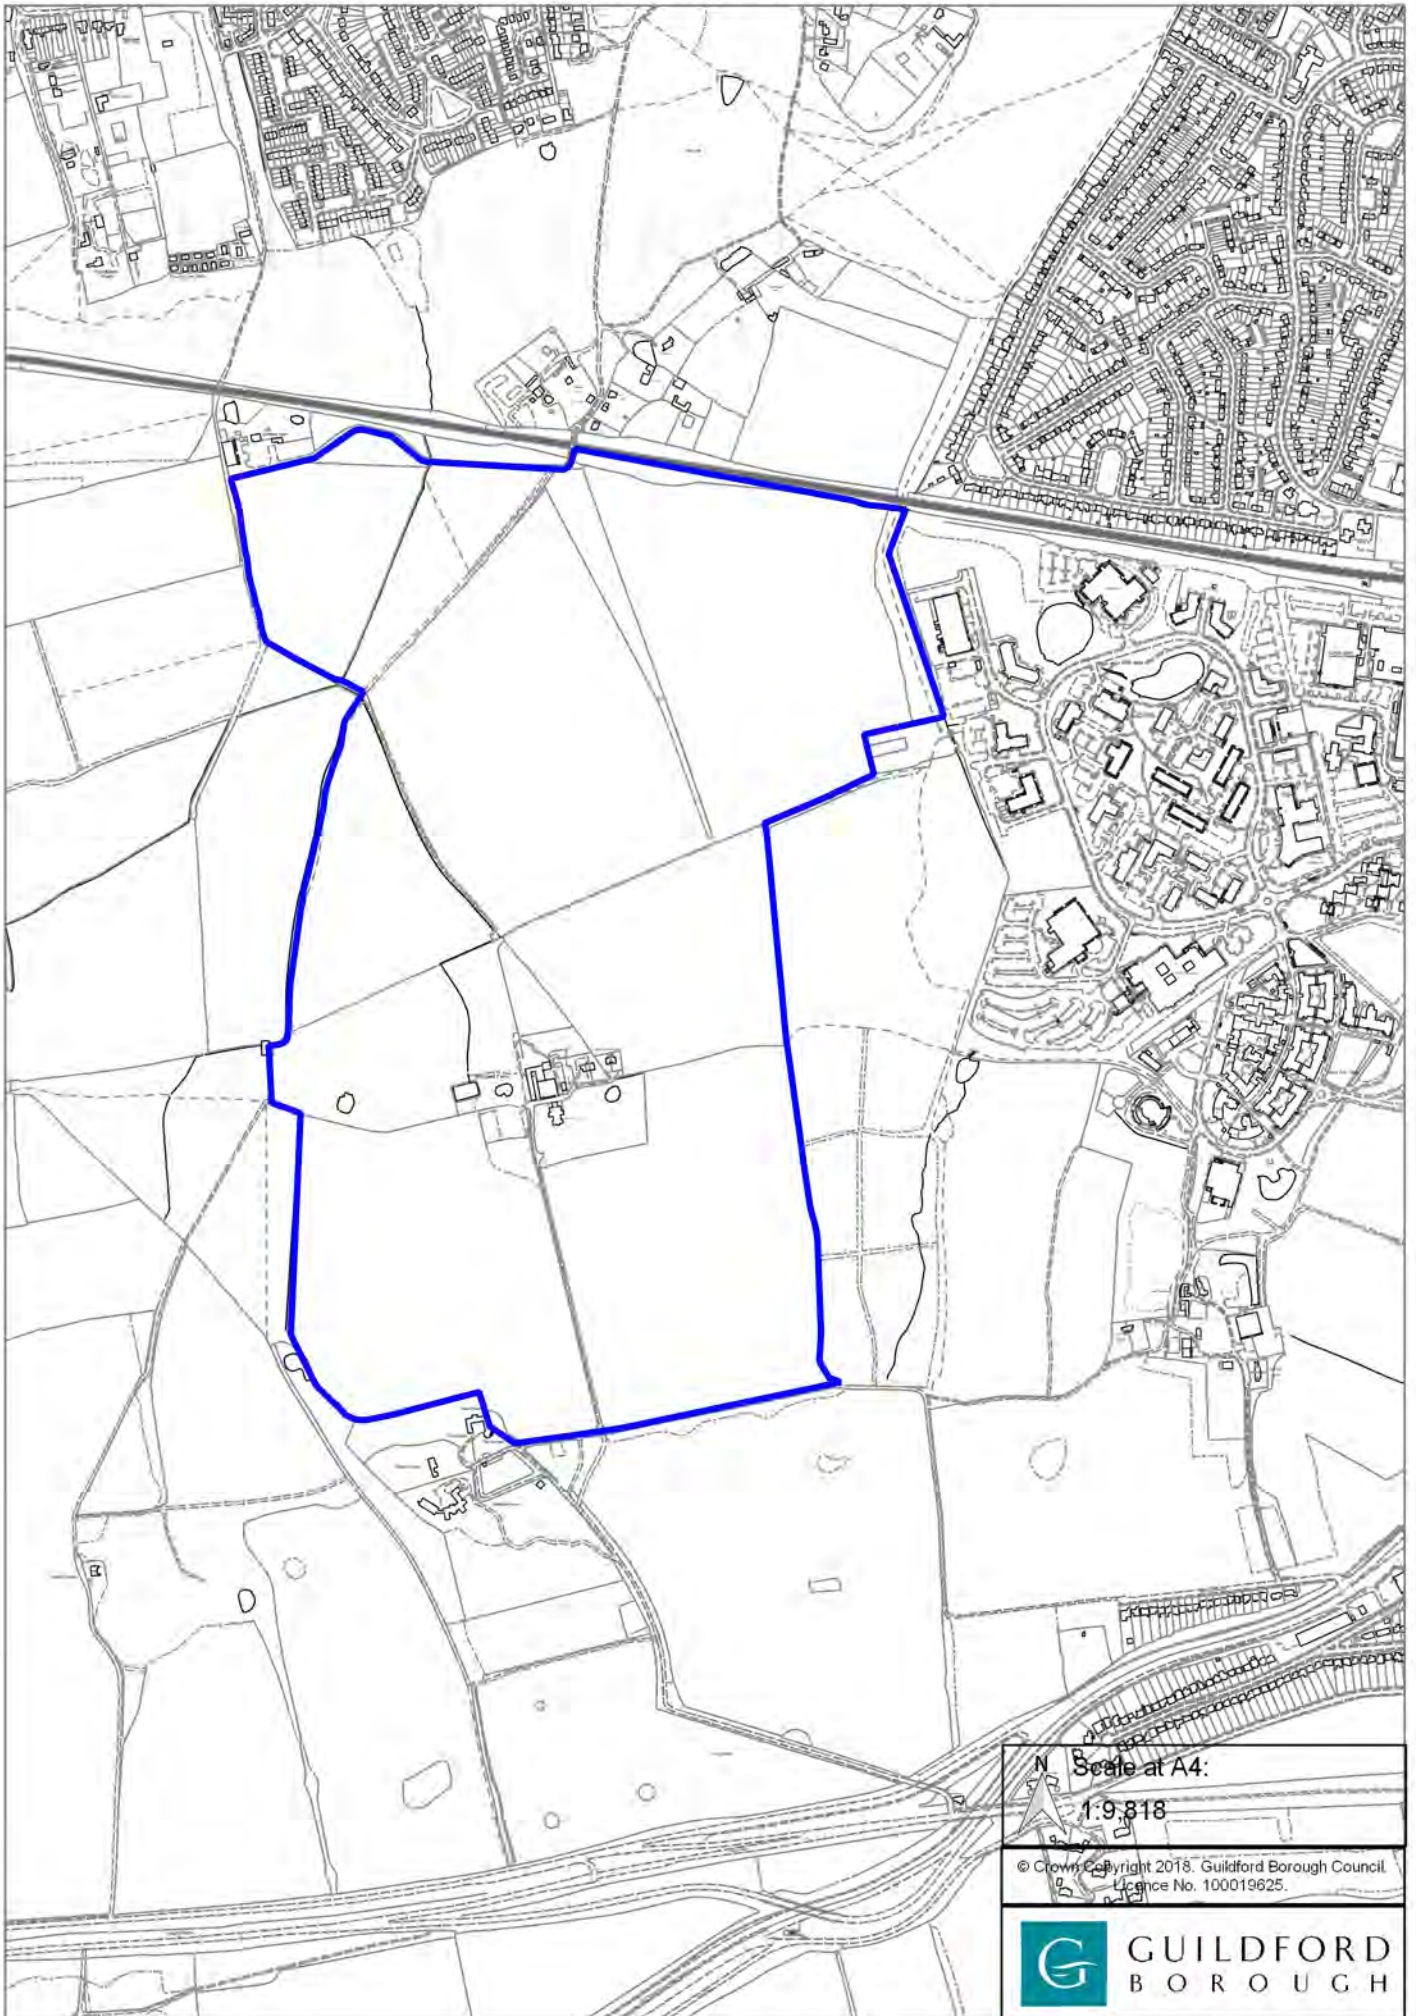 N
Scale at A4:
1:9,818
© Crown Copyright 2018. Guildford Borough Council.
Licence No. 100019625.
G
GUILDFORD
BOROUGH